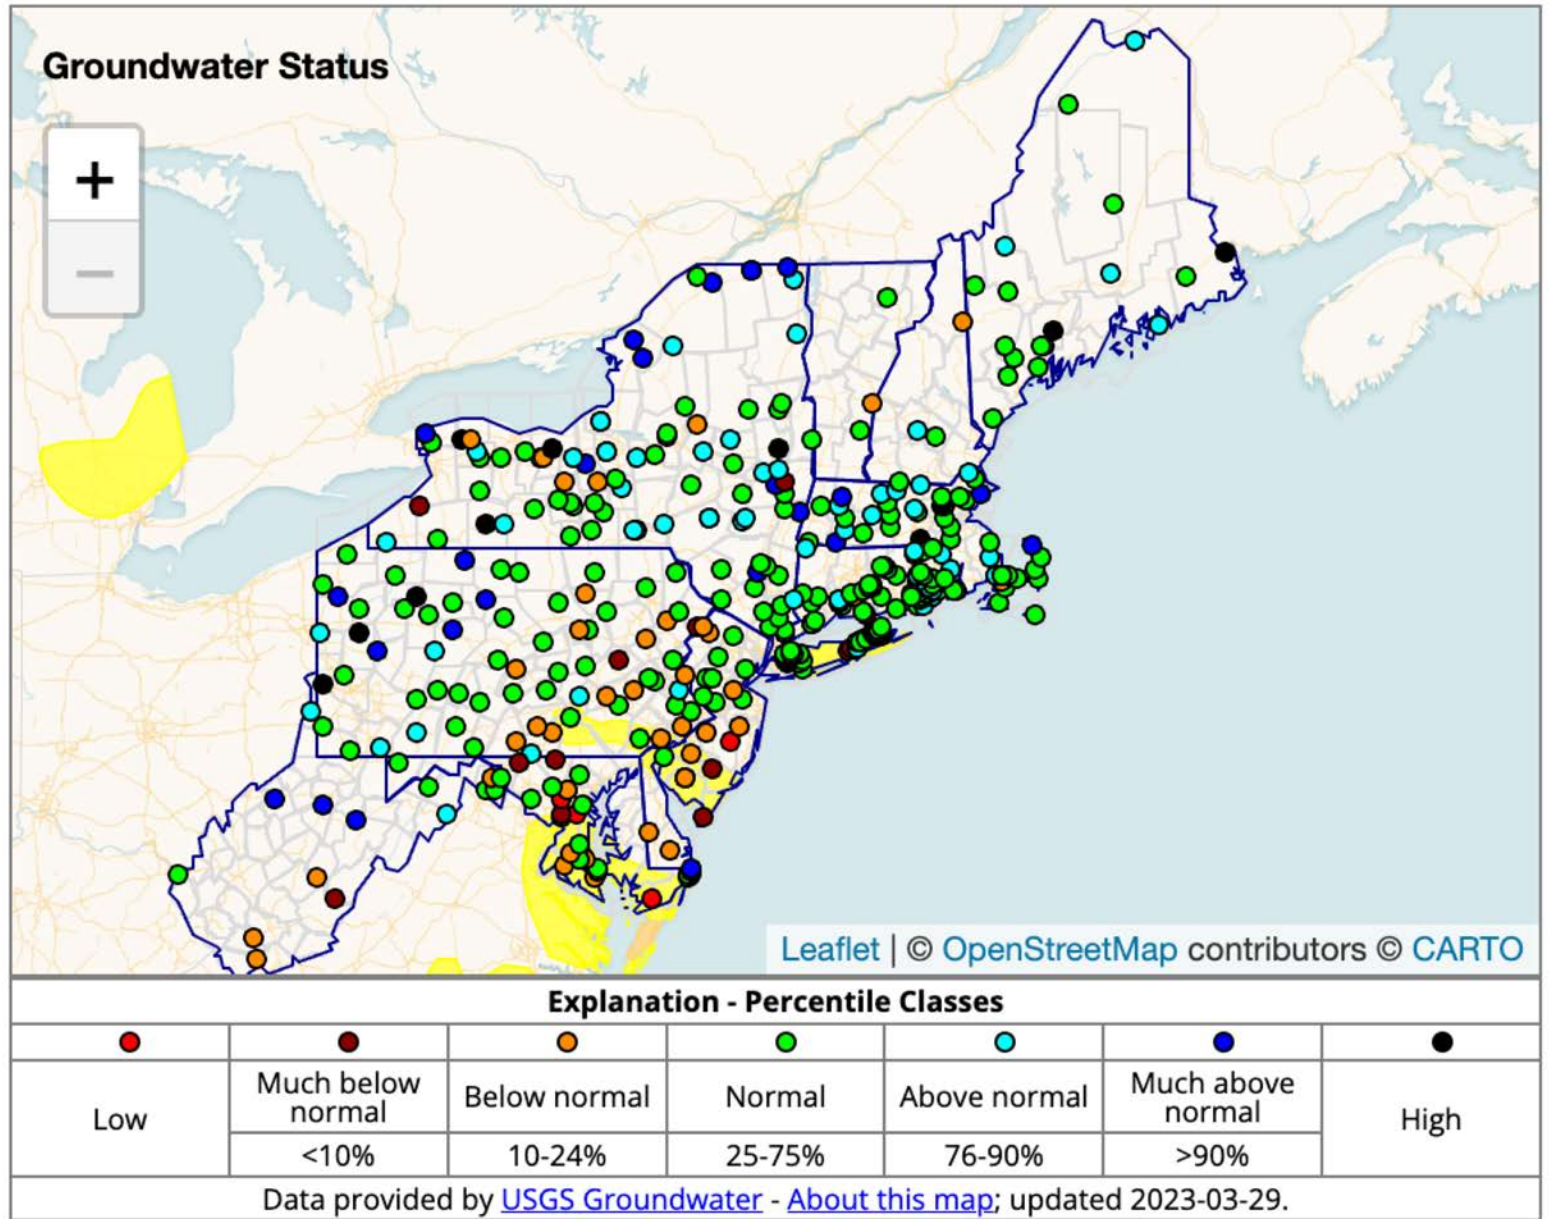 Groundwater Status
+
−
Leaflet | © OpenStreetMap contributors © CARTO
Explanation - Percentile Classes
Low
Much below normal
Below normal
Normal
Above normal
Much above normal
High
<10%
10-24%
25-75%
76-90%
>90%
Data provided by USGS Groundwater - About this map; updated 2023-03-29.